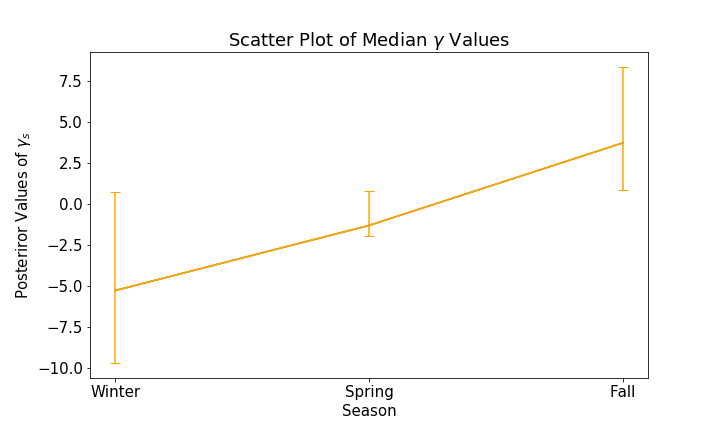 Scatter Plot of Median γ Values
Posteriror Values of γₛ
7.5
5.0
2.5
0.0
−2.5
−5.0
−7.5
−10.0
Winter Spring Fall
Season